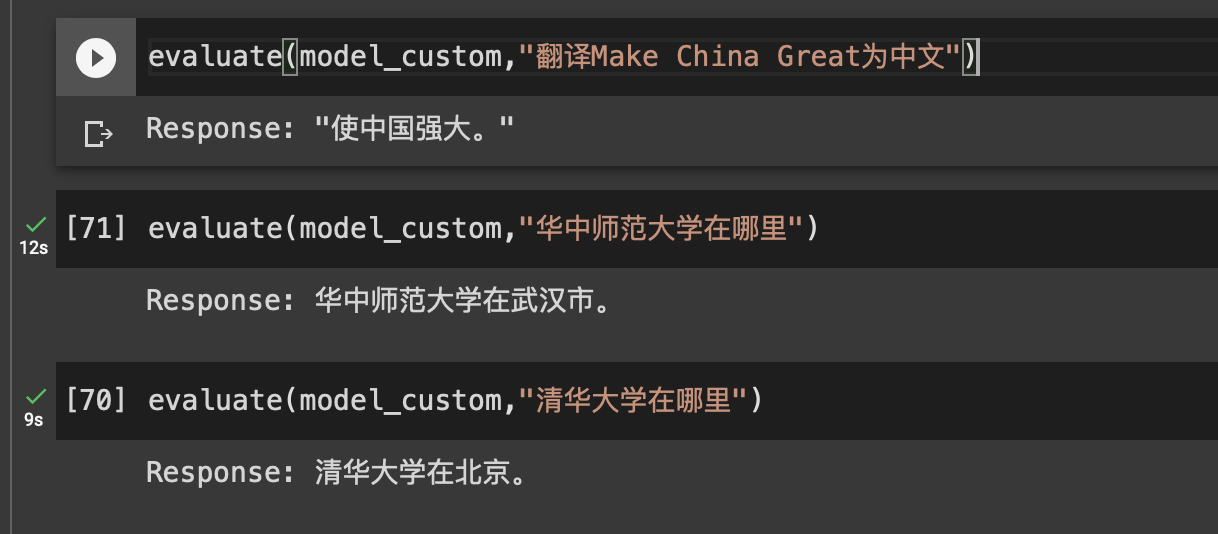 evaluate(model_custom,"翻译Make China Great为中文")
Response: "使中国强大。"
[71] evaluate(model_custom,"华中师范大学在哪里")
12s
Response: 华中师范大学在武汉市。
[70] evaluate(model_custom,"清华大学在哪里")
9s
Response: 清华大学在北京。